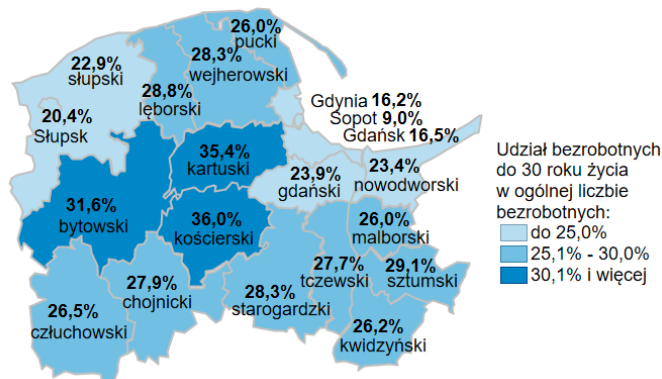 26,0%
pucki
28,3%
wejherowski
22,9%
słupski
28,8%
lęborski
20,4%
Słupsk
Gdynia 16,2%
Sopot 9,0%
Gdańsk 16,5%
35,4%
kartuski
23,9%
gdański
23,4%
nowodworski
31,6%
bytowski
36,0%
kościerski
26,0%
malborski
27,7%
tczewski
29,1%
sztumski
27,9%
chojnicki
28,3%
starogardzki
26,5%
człuchowski
26,2%
kwidzyński
Udział bezrobotnych
do 30 roku życia
w ogólnej liczbie
bezrobotnych:
do 25,0%
25,1% - 30,0%
30,1% i więcej